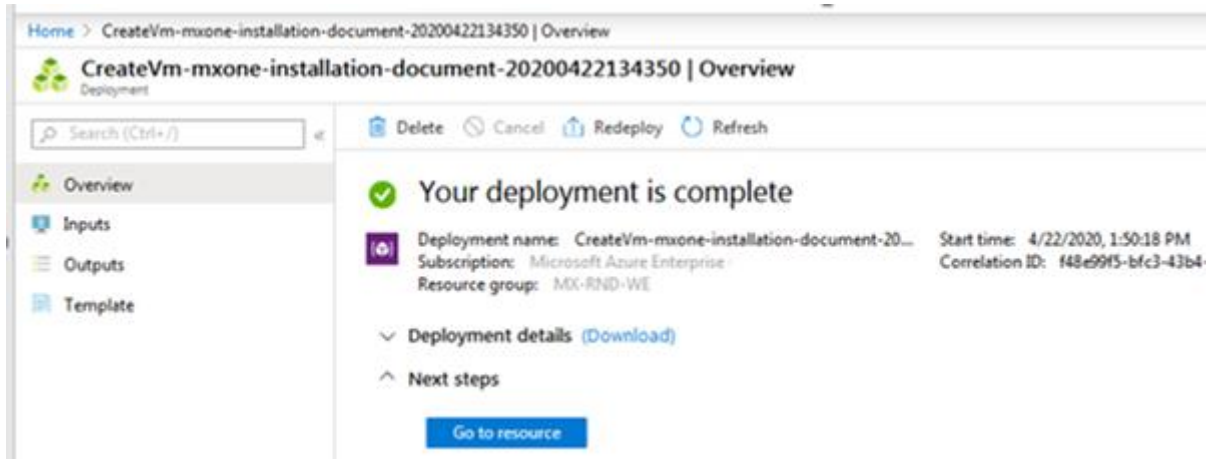 Home > CreateVm-mxone-installation-document-20200422134350 | Overview
CreateVm-mxone-installation-document-20200422134350 | Overview
Deployment
Search (Ctrl+/)
«
Delete Cancel Redeploy Refresh
Overview
Inputs
Outputs
Template
Your deployment is complete
Deployment name: CreateVm-mxone-installation-document-20...
Subscription: Microsoft Azure Enterprise
Resource group: MX-RND-WE
Start time: 4/22/2020, 1:50:18 PM
Correlation ID: f48e99f5-bfc3-43b4-
Deployment details (Download)
Next steps
Go to resource